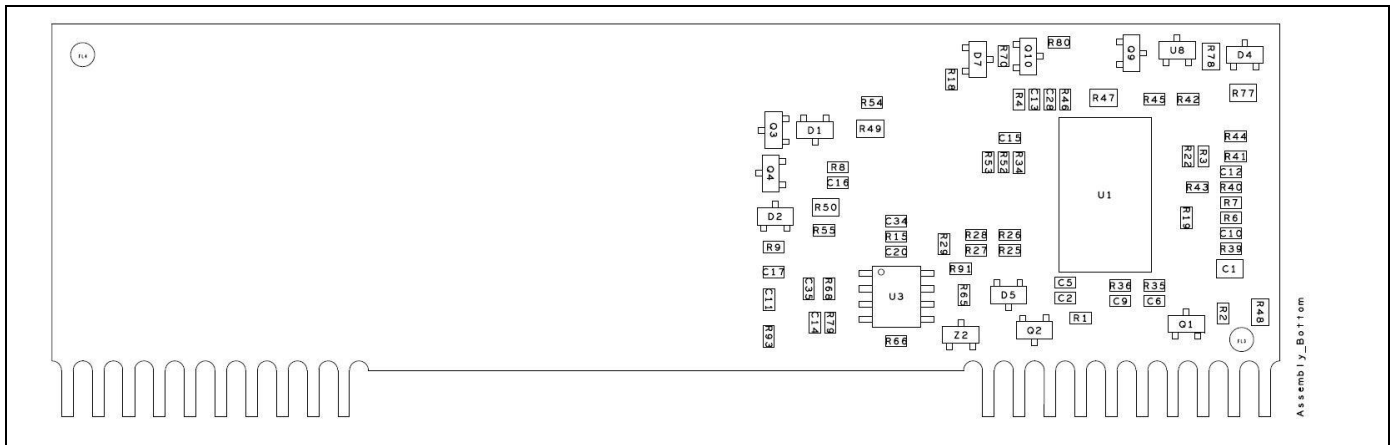 FL4
D7
R70
Q10
R80
Q9
U8
R78
D4
R18
R4
C13
C28
R46
R47
R45
R42
R77
R54
Q3
D1
R49
C15
R44
R53
R52
R34
R22
R3
R41
Q4
R8
C16
C12
U1
R43
R40
R7
D2
R50
R55
C34
R19
R6
C10
R9
R15
R29
R28
R26
C20
R27
R25
R39
C17
R91
C1
C35
R68
U3
R65
D5
C5
C2
R36
R35
C9
C6
C11
C14
R79
R93
R66
Z2
Q2
R1
Q1
R2
R48
FL3
Assembly_Bottom